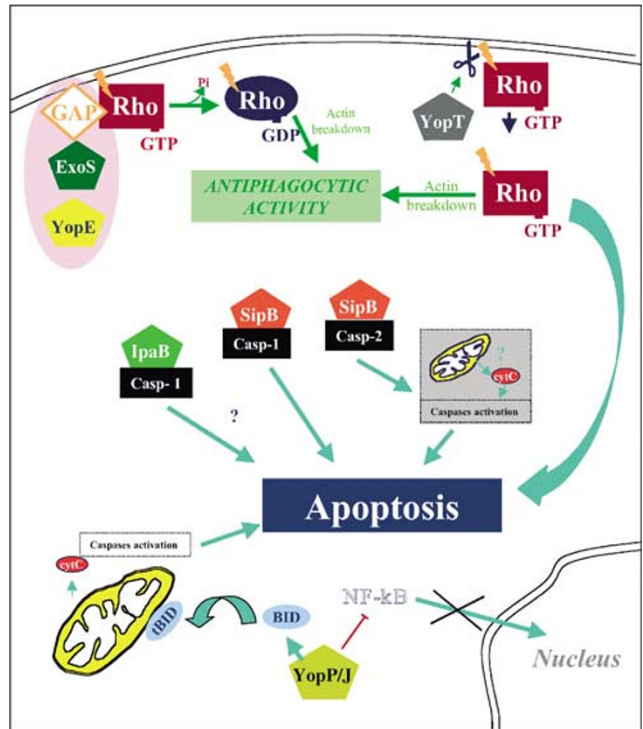 GAP
Rho
GTP
Pi
Rho
GDP
Actin
breakdown
ExoS
YopE
ANTIPHAGOCYTIC
ACTIVITY
YopT
Rho
GTP
Actin
breakdown
Rho
GTP
IpaB
Casp- 1
SipB
Casp-1
SipB
Casp-2
?
cytC
Caspases activation
?
Apoptosis
Caspases activation
cytC
tBID
BID
NF-kB
YopP/J
Nucleus